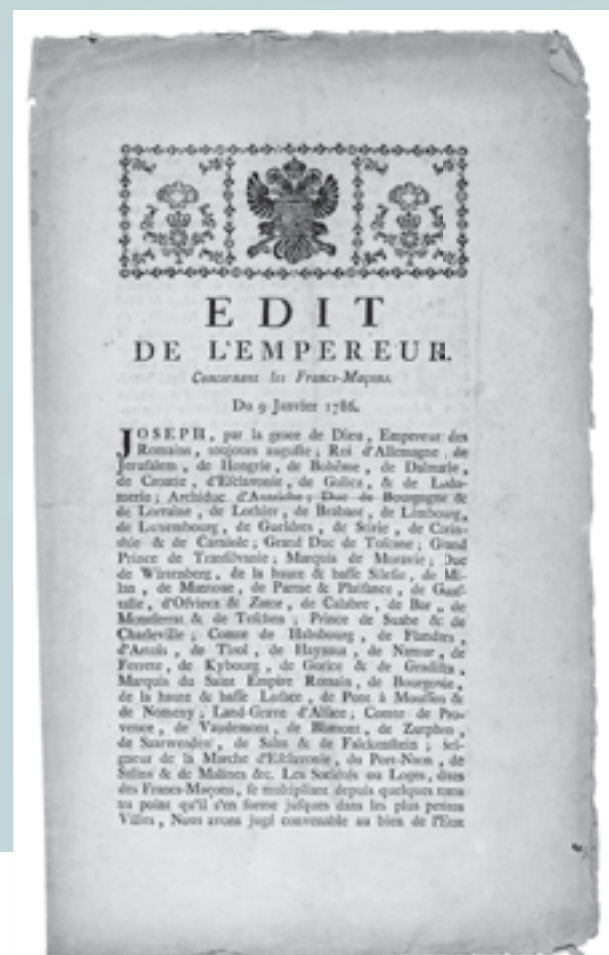 EDIT
DE L'EMPEREUR.
Concernant les Francs-Maçons.
Du 9 Janvier 1786.
JOSEPH, par la grace de Dieu, Empereur des
Romains, toujours auguste; Roi d'Allemagne, de
Jerusalem, de Hongrie, de Bohême, de Dalmatie,
de Croatie, d'Esclavonie, de Galicie, & de Lodo-
merie; Archiduc d'Autriche; Duc de Bourgogne &
de Lorraine, de Lothier, de Brabant, de Limbourg,
de Luxembourg, de Gueldres, de Stirie, de Carin-
thie & de Carniole; Grand Duc de Toscane; Grand
Prince de Transilvanie; Marquis de Moravie; Duc
de Wirtenberg, de la haute & basse Silesie, de Mi-
lan, de Mantoue, de Parme & Plaisance, de Guas-
talle, d'Osviecz & Zator, de Calabre, de Bar, de
Montferrat & de Teschen; Prince de Suabe & de
Charleville; Comte de Habsbourg, de Flandres,
d'Artois, de Tirol, de Haynaut, de Namur, de
Ferrete, de Kybourg, de Gorice & de Gradisca,
Marquis du Saint Empire Romain, de Bourgovie,
de la haute & basse Lusace, de Pont à Mousson &
de Nomeny; Land-Grave d'Alsace; Comte de Pro-
vence, de Vaudemont, de Blamont, de Zutphen,
de Saarwenden, de Salm & de Falckenstein; Sei-
gneur de la Marche d'Esclavonie, du Port-Naon, de
Salins & de Malines &c. Les Sociétés ou Loges, dites
des Francs-Maçons, se multipliant depuis quelques tems
au point qu'il s'en forme jusques dans les plus petites
Villes, Nous avons jugé convenable au bien de l'Etat